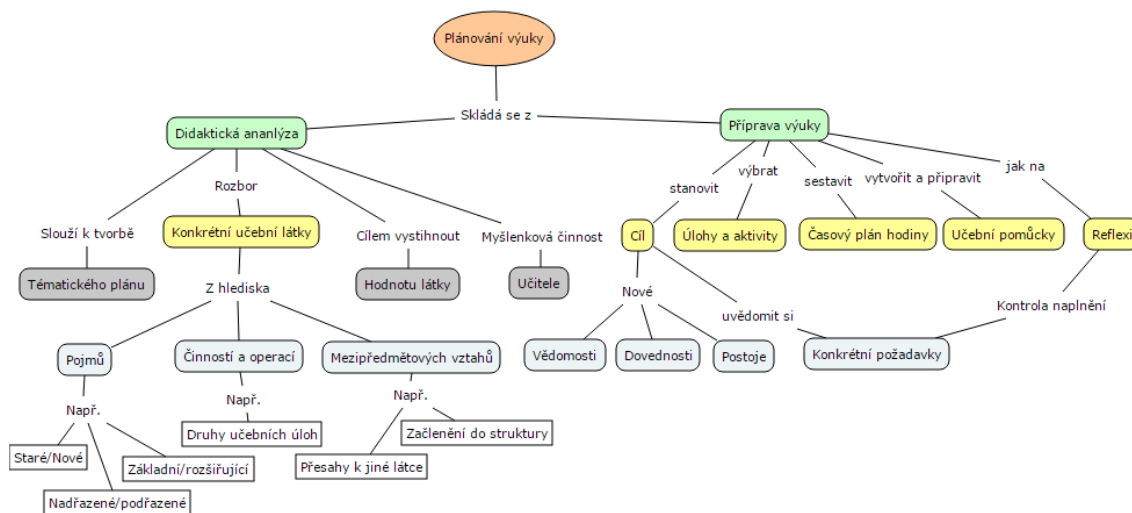 Plánování výuky
Skládá se z
Didaktická ananlýza
Příprava výuky
Rozbor
stanovit
výbrat
sestavit
vytvořit a připravit
jak na
Slouží k tvorbě
Konkrétní učební látky
Cílem vystihnout
Myšlenková činnost
Cíl
Úlohy a aktivity
Časový plán hodiny
Učební pomůcky
Reflexi
Tématického plánu
Z hlediska
Hodnotu látky
Učitele
Nové
uvědomit si
Kontrola naplnění
Pojmů
Činností a operací
Mezipředmětových vztahů
Vědomosti
Dovednosti
Postoje
Konkrétní požadavky
Např.
Např.
Např.
Staré/Nové
Základní/rozšiřující
Nadřazené/podřazené
Druhy učebních úloh
Přesahy k jiné látce
Začlenění do struktury